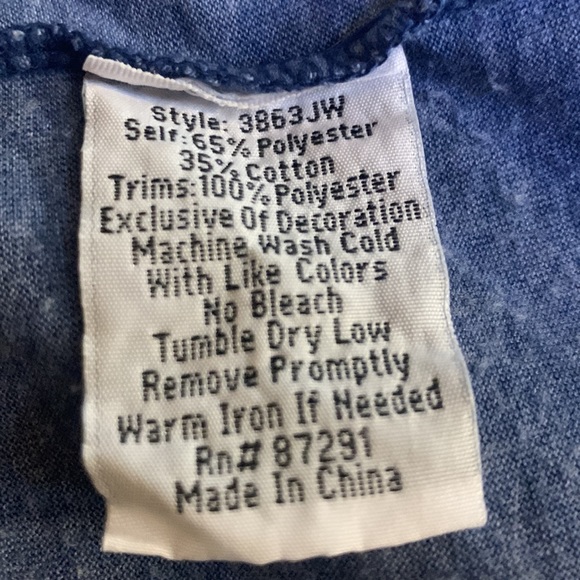 Style: 3863JW
Self: 65% Polyester
35% Cotton
Trims:100% Polyester
Exclusive Of Decoration
Machine Wash Cold
With Like Colors
No Bleach
Tumble Dry Low
Remove Promptly
Warm Iron If Needed
Rn# 87291
Made In China